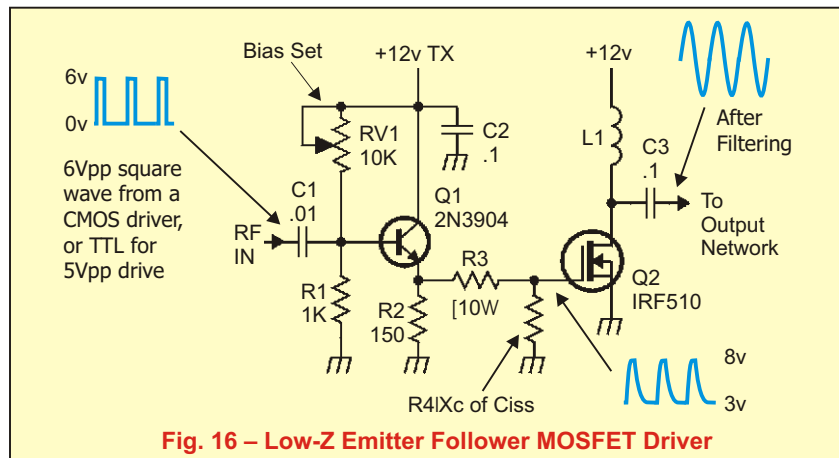 Bias Set
+12v TX
+12v
6v
0v
6Vpp square
wave from a
CMOS driver,
or TTL for
5Vpp drive
RV1
10K
C2
.1
L1
After
Filtering
C3
.1
To
Output
Network
C1
.01
RF
IN
Q1
2N3904
R1
1K
R2
150
R3
[10W
Q2
IRF510
R4lXc of Ciss
8v
3v
Fig. 16 – Low-Z Emitter Follower MOSFET Driver